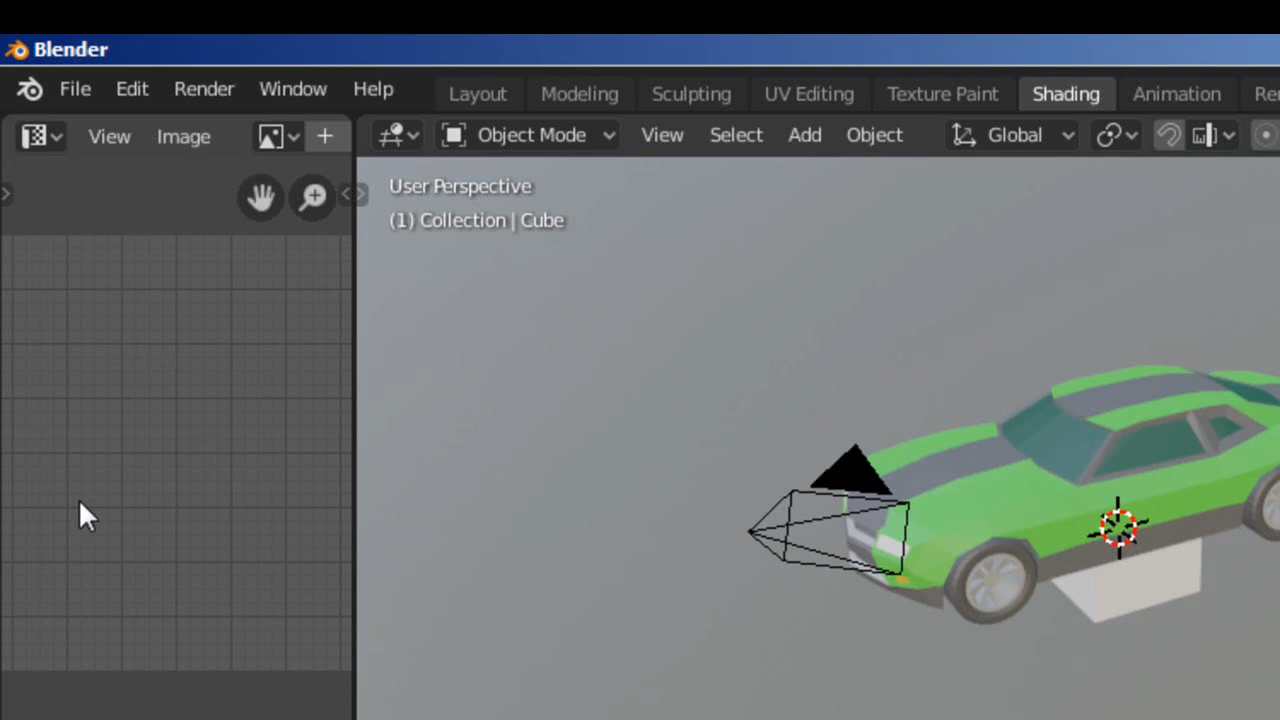 Blender
File Edit Render Window Help Layout Modeling Sculpting UV Editing Texture Paint Shading Animation Re
View Image Object Mode View Select Add Object Global
User Perspective
(1) Collection | Cube